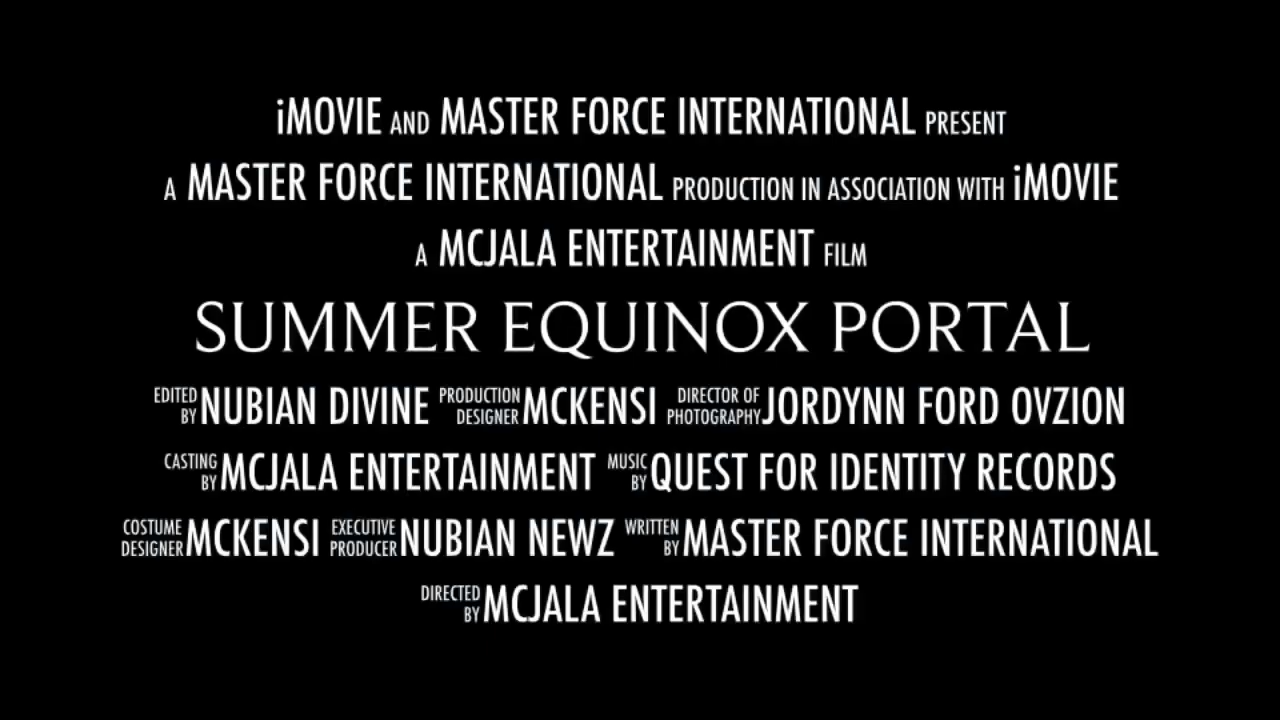 iMOVIE AND MASTER FORCE INTERNATIONAL PRESENT
A MASTER FORCE INTERNATIONAL PRODUCTION IN ASSOCIATION WITH iMOVIE
A MCJALA ENTERTAINMENT FILM
SUMMER EQUINOX PORTAL
EDITED BY NUBIAN DIVINE PRODUCTION DESIGNER MCKENSI DIRECTOR OF PHOTOGRAPHY JORDYNN FORD OVZION
CASTING BY MCJALA ENTERTAINMENT MUSIC BY QUEST FOR IDENTITY RECORDS
COSTUME DESIGNER MCKENSI EXECUTIVE PRODUCER NUBIAN NEWZ WRITTEN BY MASTER FORCE INTERNATIONAL
DIRECTED BY MCJALA ENTERTAINMENT